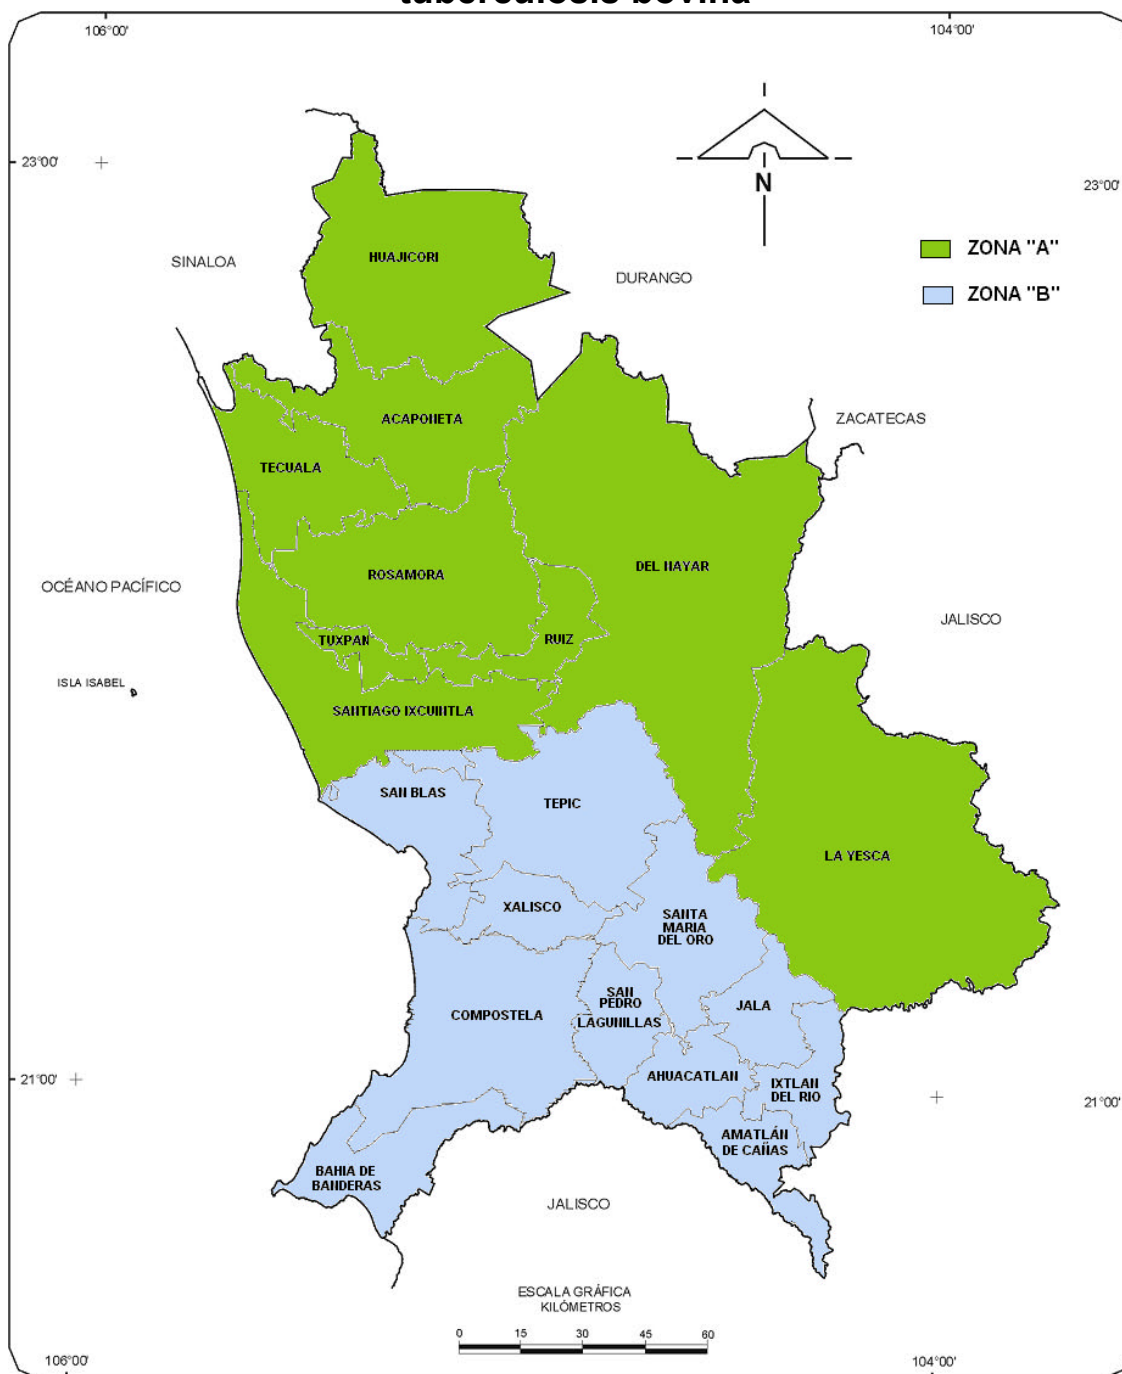 tuberculosis bovina
106°00'
104°00'
23°00'
23°00'
N
ZONA "A"
ZONA "B"
SINALOA
DURANGO
HUAJICORI
ZACATECAS
ACAPONETA
TECUALA
OCÉANO PACÍFICO
ROSAMORA
DEL NAYAR
JALISCO
TUXPAN
RUIZ
ISLA ISABEL
SANTIAGO IXCUINTLA
SAN BLAS
TEPIC
LA YESCA
XALISCO
SANTA
MARIA
DEL ORO
SAN
PEDRO
LAGUNILLAS
JALA
COMPOSTELA
AHUACATLAN
IXTLAN
DEL RIO
21°00'
21°00'
AMATLÁN
DE CAÑAS
BAHIA DE
BANDERAS
JALISCO
ESCALA GRÁFICA
KILÓMETROS
0 15 30 45 60
106°00'
104°00'